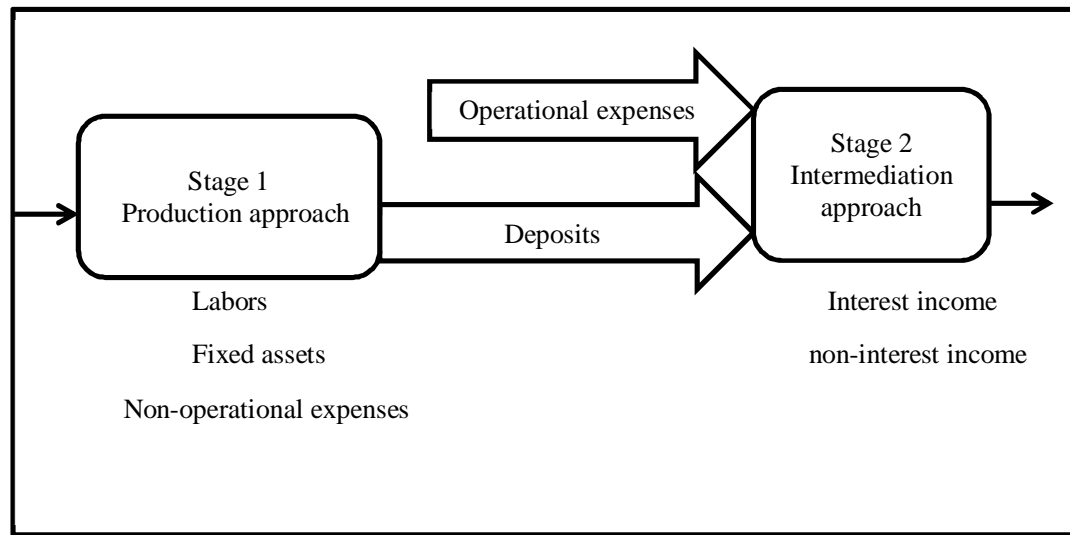 Operational expenses
Stage 1
Production approach
Deposits
Stage 2
Intermediation
approach
Labors
Fixed assets
Non-operational expenses
Interest income
non-interest income